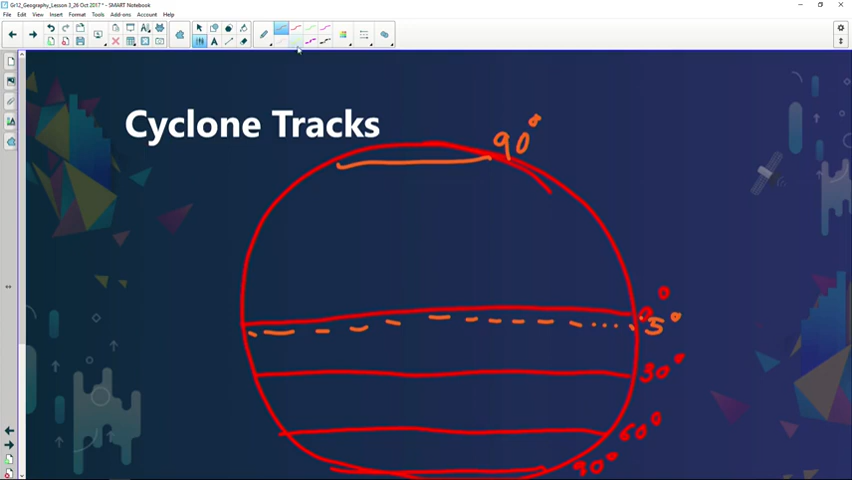 Gr12_Geography_Lesson 3_26 Oct 2017 * - SMART Notebook
File Edit View Insert Format Tools Add-ons Account Help
Cyclone Tracks
90°
0°
5°
30°
60°
90°